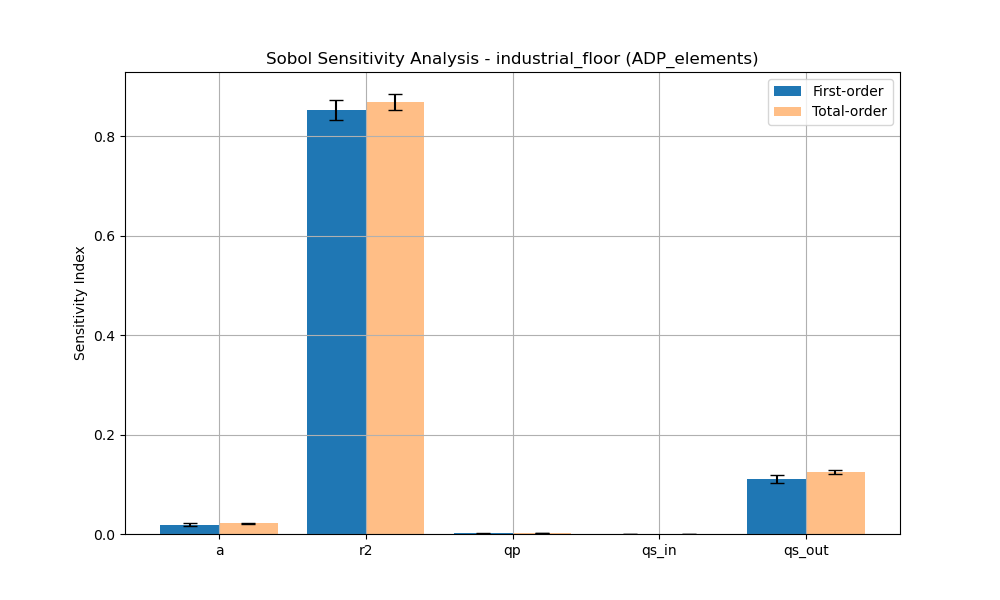 Sobol Sensitivity Analysis - industrial_floor (ADP_elements)
First-order
Total-order
Sensitivity Index
0.8
0.6
0.4
0.2
0.0
a r2 qp qs_in qs_out